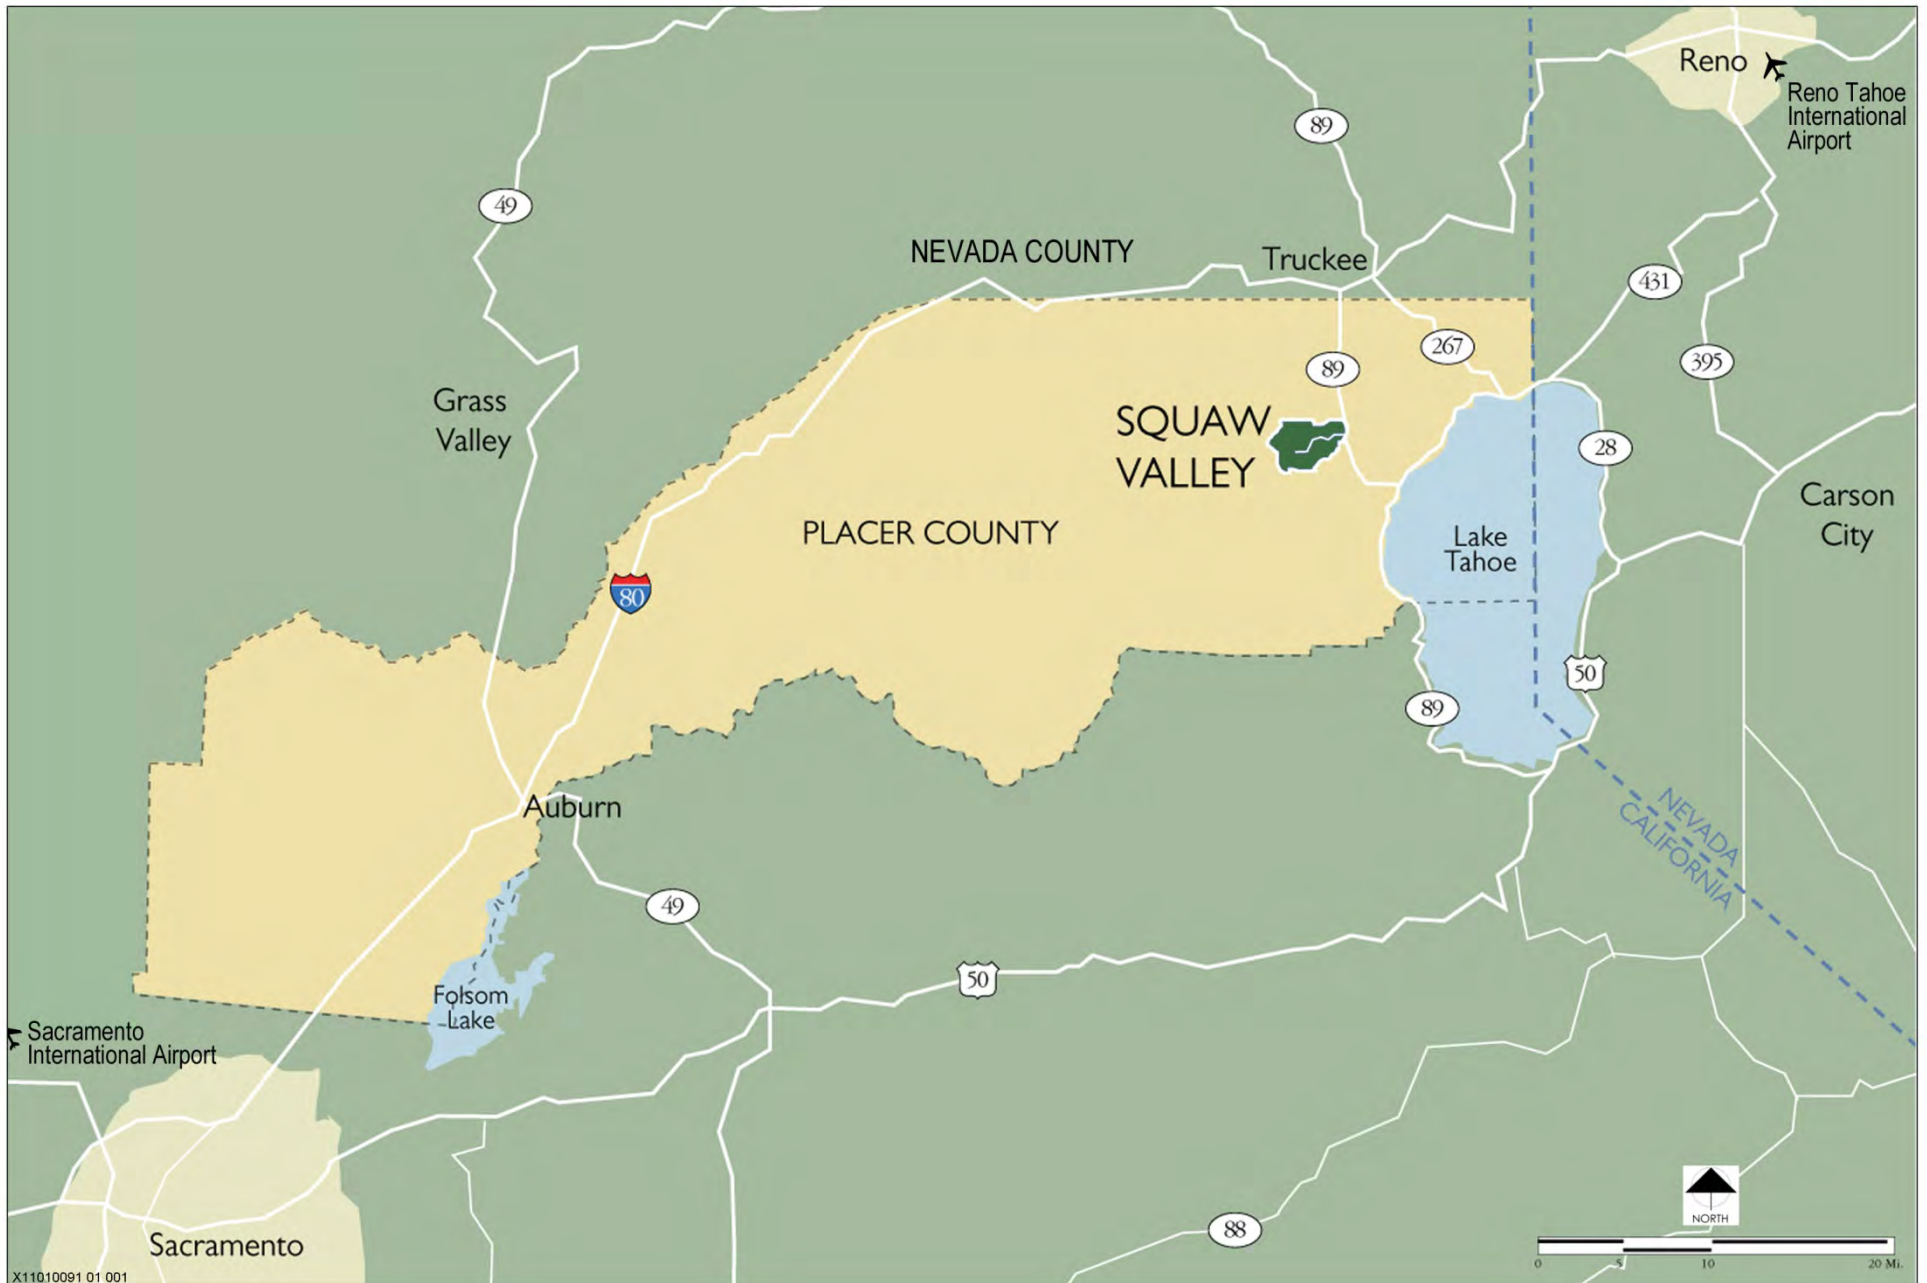 Reno
Reno Tahoe
International
Airport
89
49
NEVADA COUNTY
Truckee
431
267
89
395
Grass
Valley
SQUAW
VALLEY
28
Carson
City
PLACER COUNTY
Lake
Tahoe
80
50
89
NEVADA
CALIFORNIA
Auburn
49
50
Folsom
Lake
Sacramento
International Airport
NORTH
88
Sacramento
0 5 10 20 Mi.
X11010091 01 001